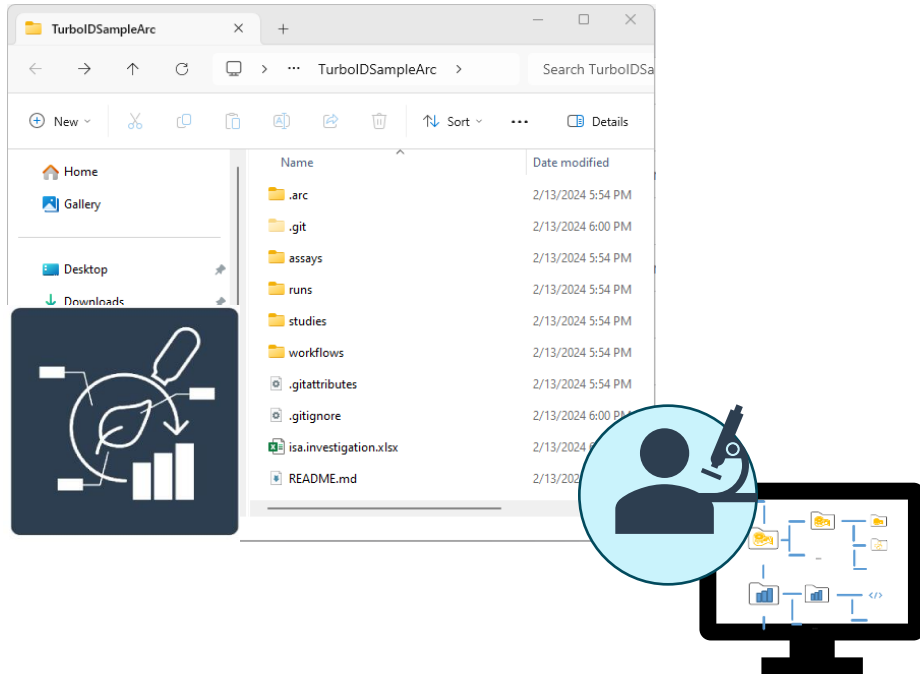 TurboIDSampleArc
TurboIDSampleArc
Search TurboIDSa
New
Sort
Details
Name Date modified
Home
Gallery
Desktop
Downloads
.arc 2/13/2024 5:54 PM
.git 2/13/2024 6:00 PM
assays 2/13/2024 5:54 PM
runs 2/13/2024 5:54 PM
studies 2/13/2024 5:54 PM
workflows 2/13/2024 5:54 PM
.gitattributes 2/13/2024 5:54 PM
.gitignore 2/13/2024 6:00 PM
isa.investigation.xlsx 2/13/2024
README.md 2/13/202